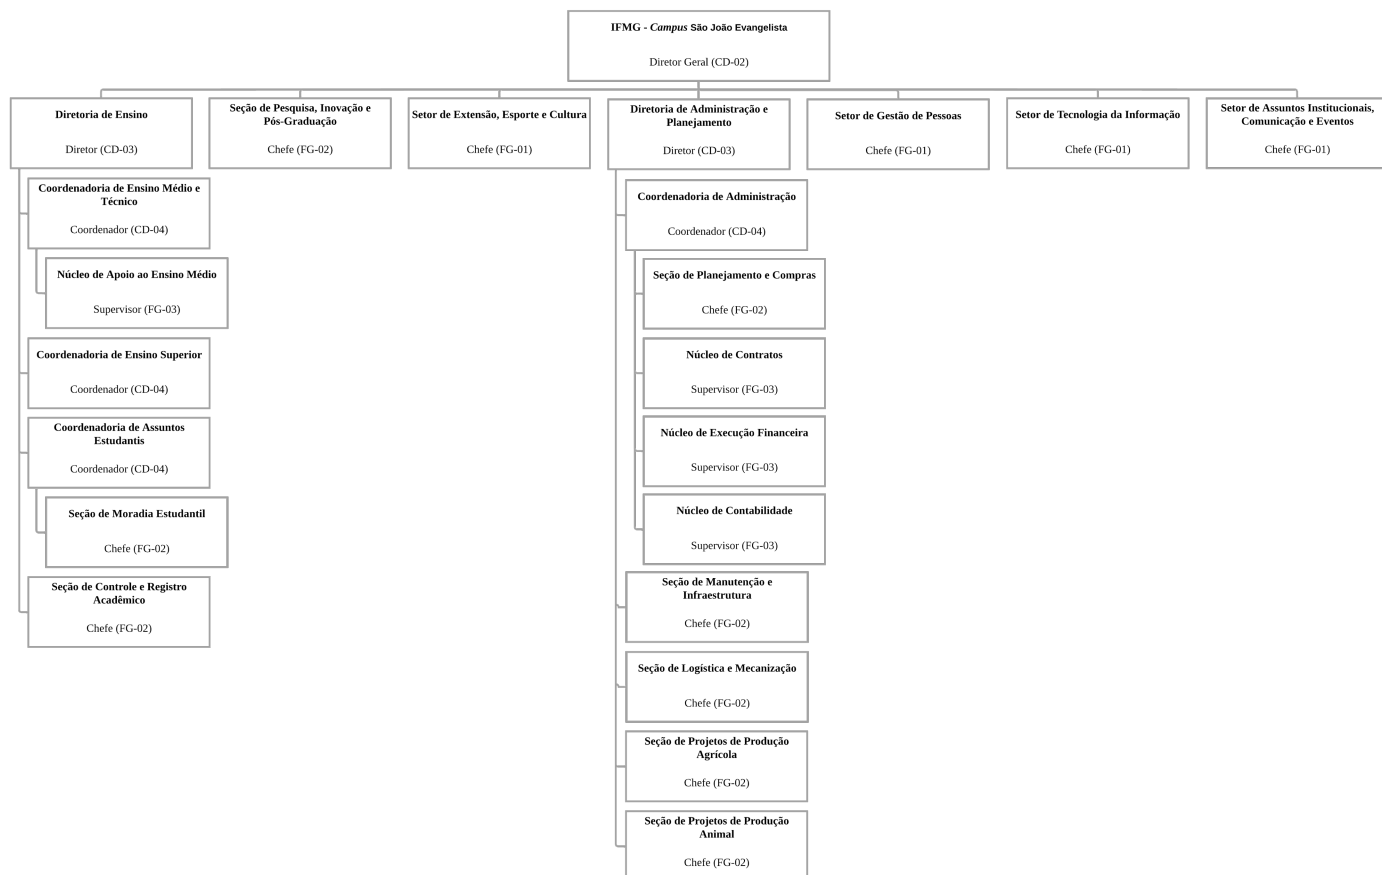 IFMG - Campus São João Evangelista
Diretor Geral (CD-02)
Diretoria de Ensino
Diretor (CD-03)
Seção de Pesquisa, Inovação e
Pós-Graduação
Chefe (FG-02)
Setor de Extensão, Esporte e Cultura
Chefe (FG-01)
Diretoria de Administração e
Planejamento
Diretor (CD-03)
Setor de Gestão de Pessoas
Chefe (FG-01)
Setor de Tecnologia da Informação
Chefe (FG-01)
Setor de Assuntos Institucionais,
Comunicação e Eventos
Chefe (FG-01)
Coordenadoria de Ensino Médio e
Técnico
Coordenador (CD-04)
Núcleo de Apoio ao Ensino Médio
Supervisor (FG-03)
Coordenadoria de Ensino Superior
Coordenador (CD-04)
Coordenadoria de Assuntos
Estudantis
Coordenador (CD-04)
Seção de Moradia Estudantil
Chefe (FG-02)
Seção de Controle e Registro
Acadêmico
Chefe (FG-02)
Coordenadoria de Administração
Coordenador (CD-04)
Seção de Planejamento e Compras
Chefe (FG-02)
Núcleo de Contratos
Supervisor (FG-03)
Núcleo de Execução Financeira
Supervisor (FG-03)
Núcleo de Contabilidade
Supervisor (FG-03)
Seção de Manutenção e
Infraestrutura
Chefe (FG-02)
Seção de Logística e Mecanização
Chefe (FG-02)
Seção de Projetos de Produção
Agrícola
Chefe (FG-02)
Seção de Projetos de Produção
Animal
Chefe (FG-02)